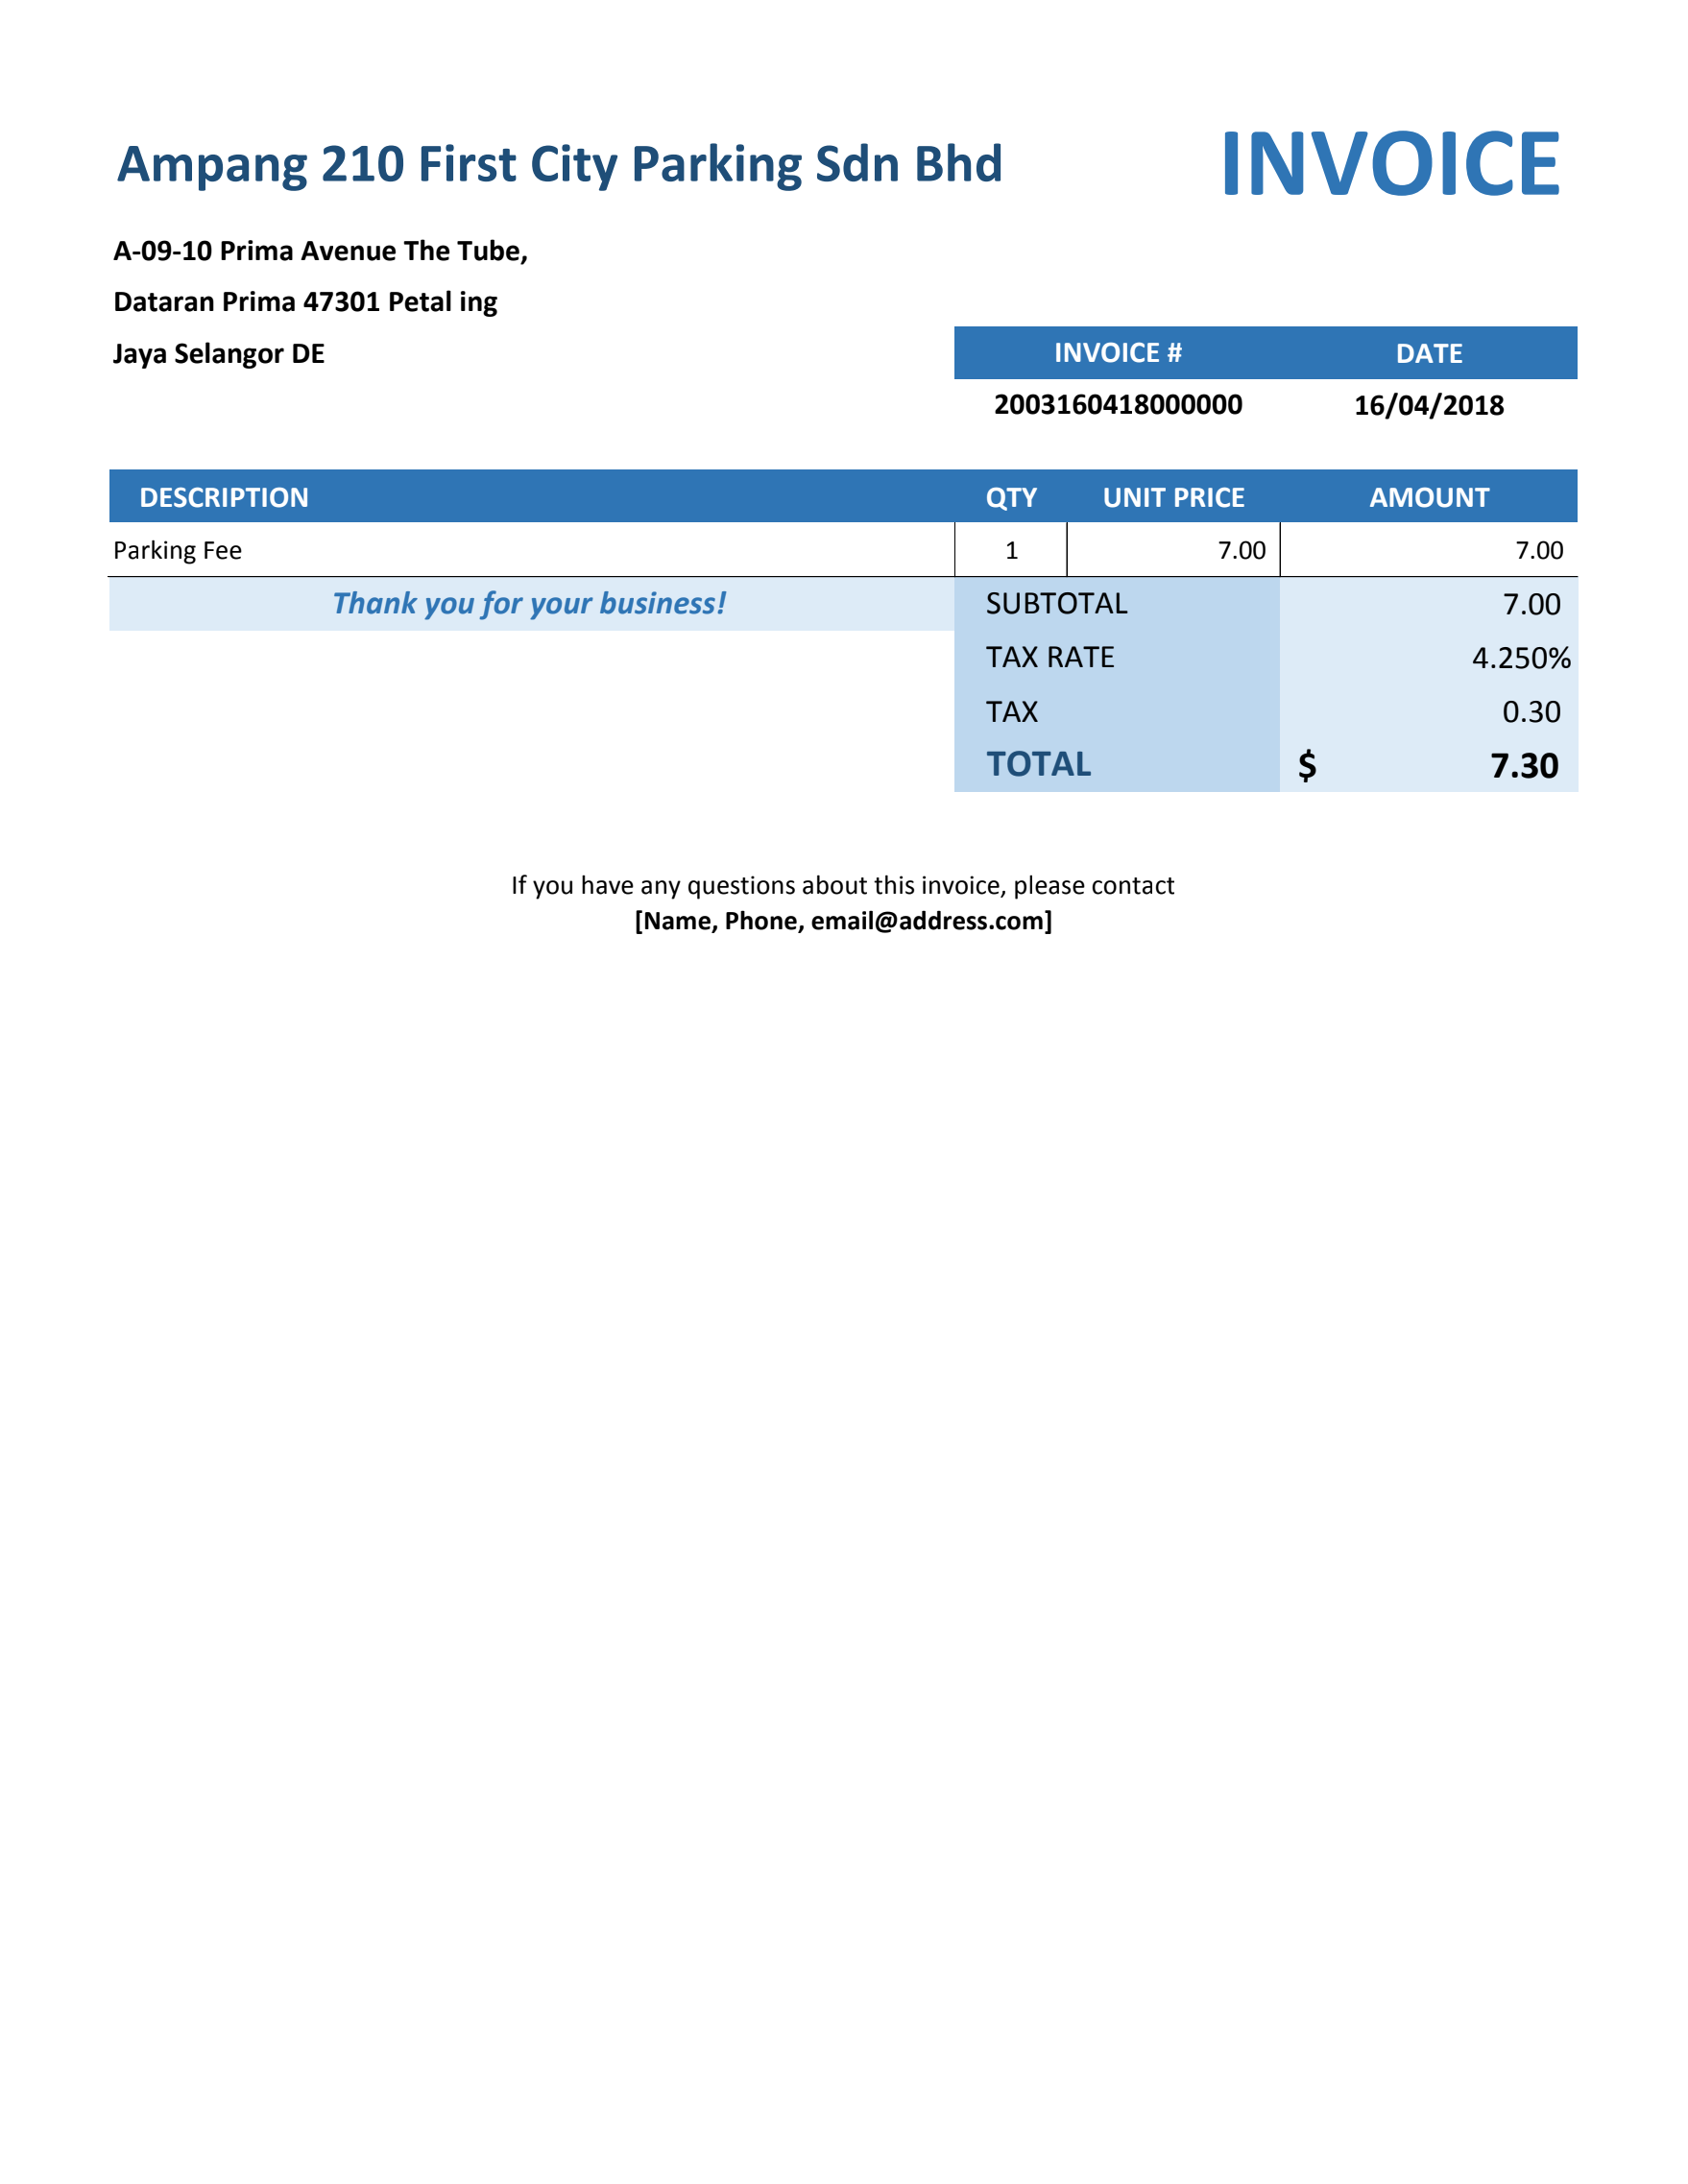 Ampang 210 First City Parking Sdn Bhd
INVOICE
A-09-10 Prima Avenue The Tube,
Dataran Prima 47301 Petal ing
Jaya Selangor DE
INVOICE # DATE
2003160418000000 16/04/2018
DESCRIPTION QTY UNIT PRICE AMOUNT
Parking Fee 1 7.00 7.00
Thank you for your business! SUBTOTAL 7.00
TAX RATE 4.250%
TAX 0.30
TOTAL $ 7.30
If you have any questions about this invoice, please contact
[Name, Phone, email@address.com]